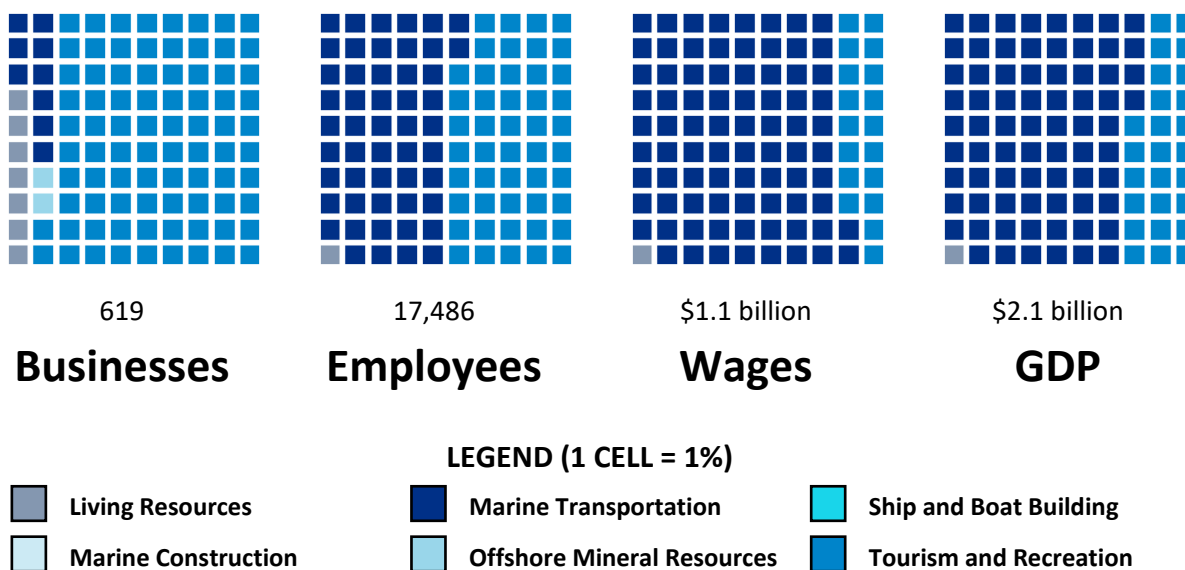 619 17,486 $1.1 billion $2.1 billion
Businesses Employees Wages GDP
LEGEND (1 CELL = 1%)
Living Resources Marine Transportation Ship and Boat Building
Marine Construction Offshore Mineral Resources Tourism and Recreation